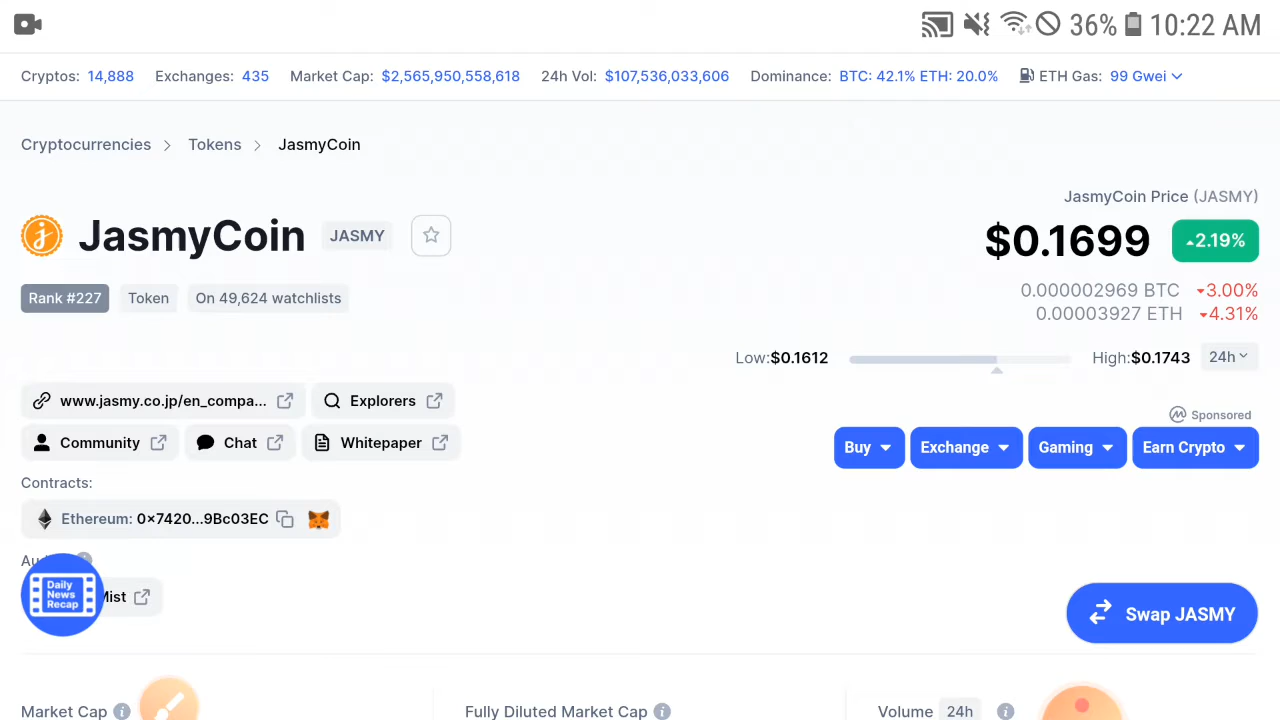 36% 10:22 AM
Cryptos: 14,888 Exchanges: 435 Market Cap: $2,565,950,558,618 24h Vol: $107,536,033,606 Dominance: BTC: 42.1% ETH: 20.0% ETH Gas: 99 Gwei
Cryptocurrencies > Tokens > JasmyCoin
JasmyCoin Price (JASMY)
JasmyCoin JASMY
$0.1699 2.19%
0.000002969 BTC 3.00%
Rank #227 Token On 49,624 watchlists
0.00003927 ETH 4.31%
Low:$0.1612 High:$0.1743 24h
www.jasmy.co.jp/en_compa... Explorers
Sponsored
Community Chat Whitepaper
Buy Exchange Gaming Earn Crypto
Contracts:
Ethereum: 0x7420...9Bc03EC
Daily
News
Recap
Swap JASMY
Market Cap Fully Diluted Market Cap Volume 24h